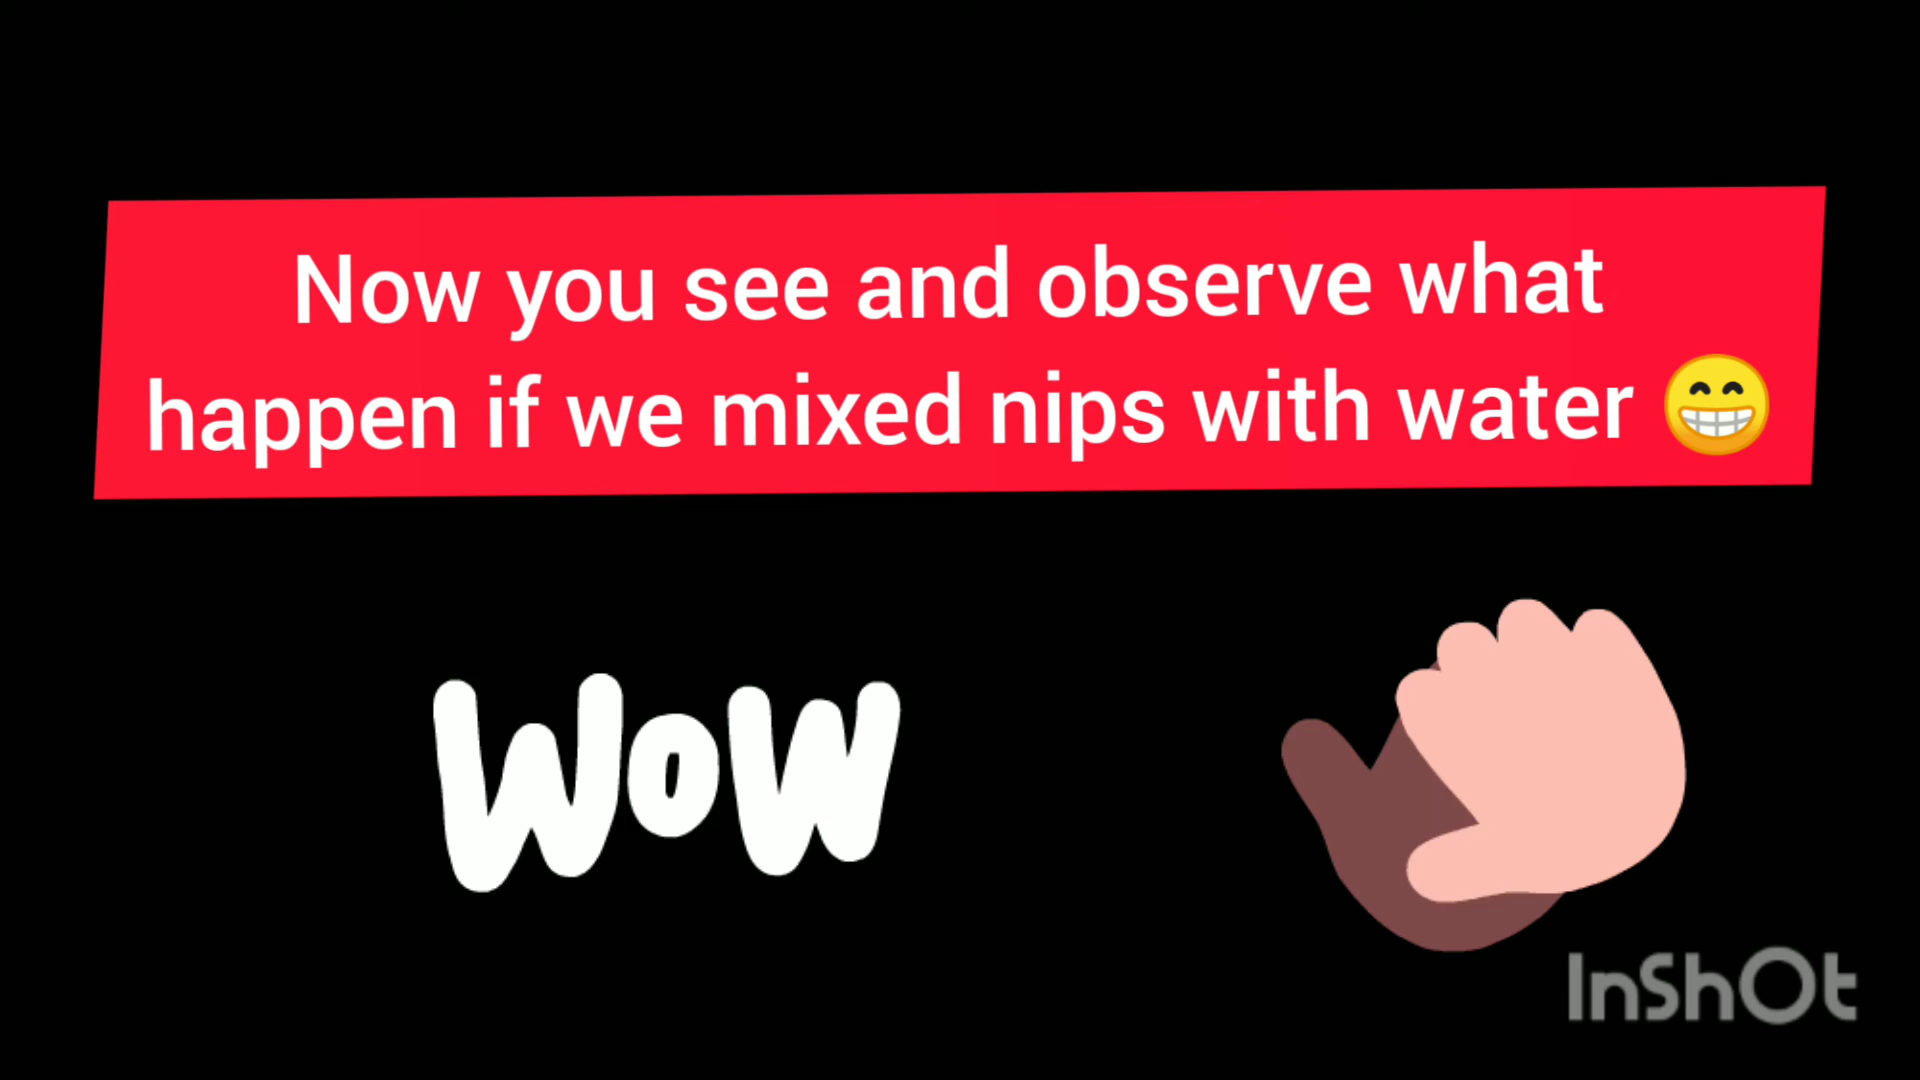 Now you see and observe what
happen if we mixed nips with water 😁
WoW
InShOt